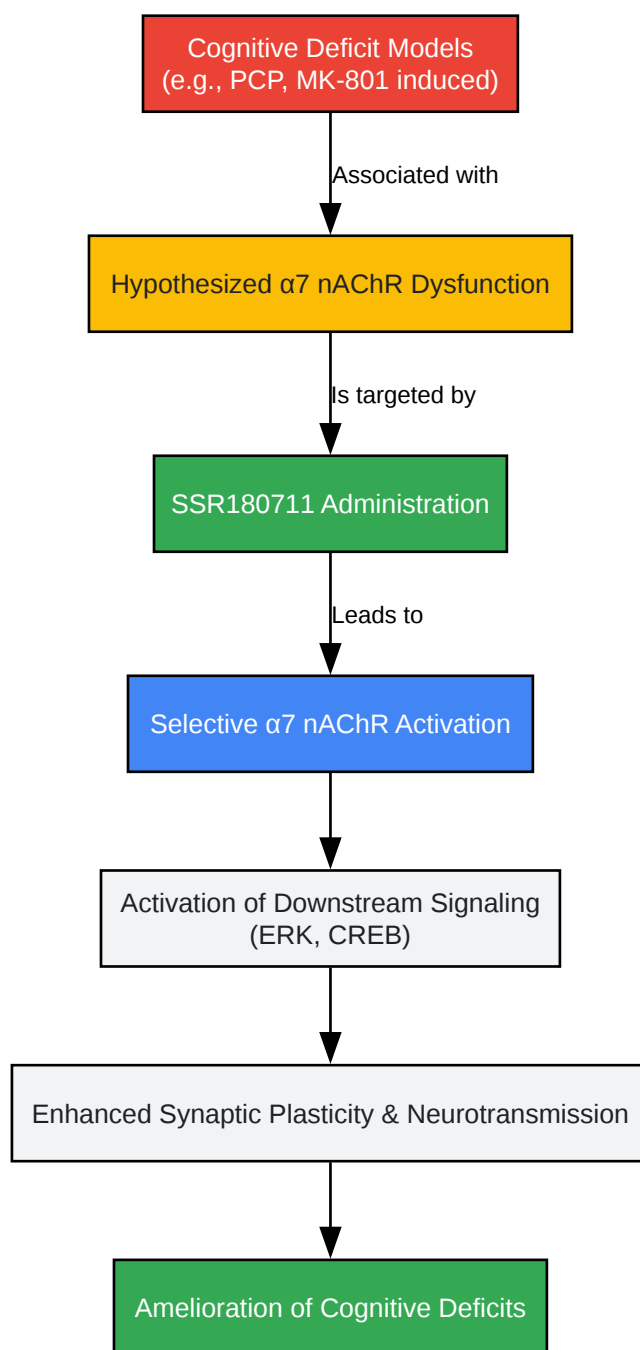 Cognitive Deficit Models
(e.g., PCP, MK-801 induced)
Associated with
Hypothesized α7 nAChR Dysfunction
Is targeted by
SSR180711 Administration
Leads to
Selective α7 nAChR Activation
Activation of Downstream Signaling
(ERK, CREB)
Enhanced Synaptic Plasticity & Neurotransmission
Amelioration of Cognitive Deficits